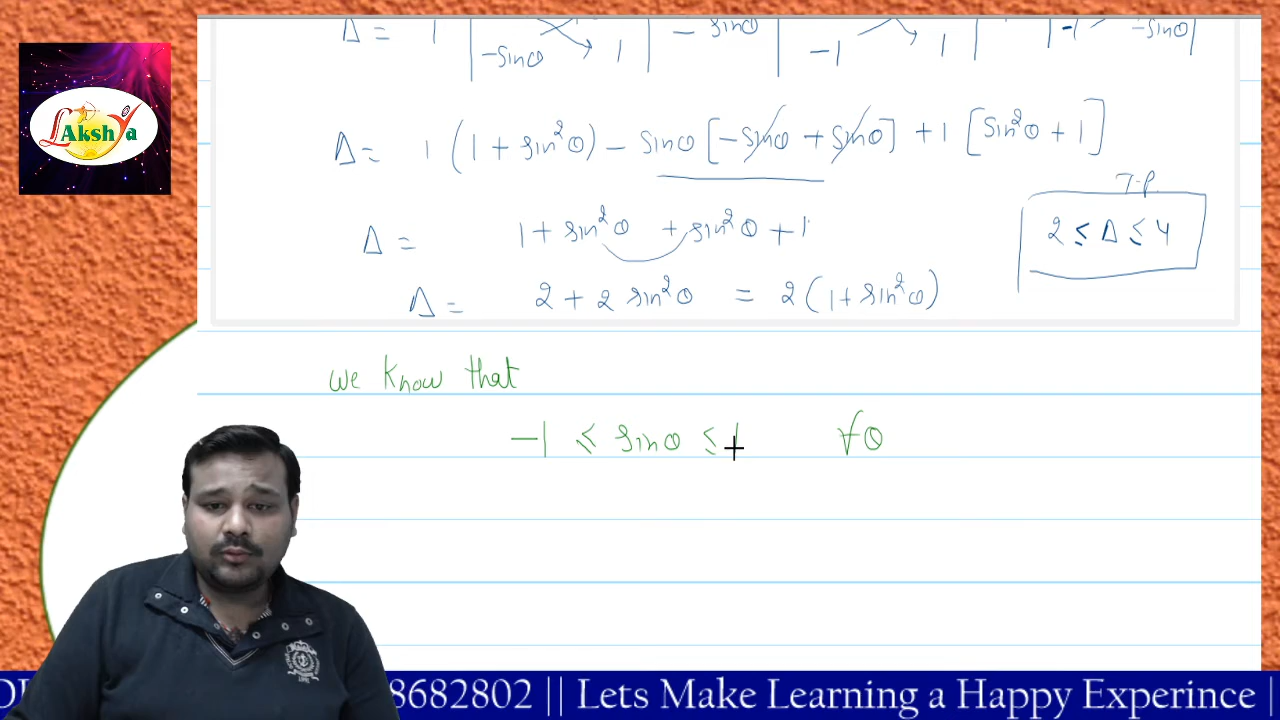 LAkshYa
Δ = 1 | -sinθ 1 | - sinθ | -1 1 | | -1 -sinθ |
Δ = 1 (1 + sin²θ) - sinθ [-sinθ + sinθ] + 1 [sin²θ + 1]
T.P.
2 ≤ Δ ≤ 4
Δ = 1 + sin²θ + sin²θ + 1
Δ = 2 + 2 sin²θ = 2(1 + sin²θ)
we know that
-1 ≤ sinθ ≤ 1 ∀θ
8682802 || Lets Make Learning a Happy Experince |